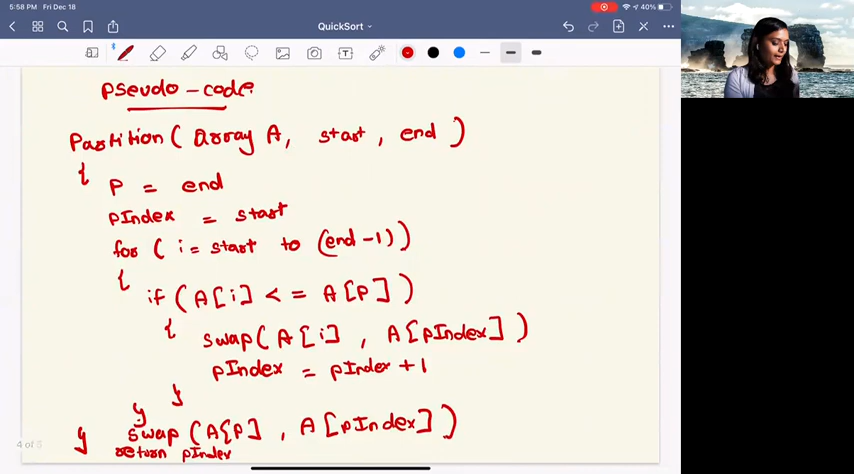 5:58 PM Fri Dec 18
40%
QuickSort
pseudo-code
Partition( array A, start, end )
{
P = end
pIndex = start
for ( i = start to (end-1))
{
if ( A[i] <= A[P] )
{ swap( A[i] , A[pIndex] )
pIndex = pIndex + 1
}
}
} swap (A[P] , A[pIndex] )
return pIndex
4 of 5